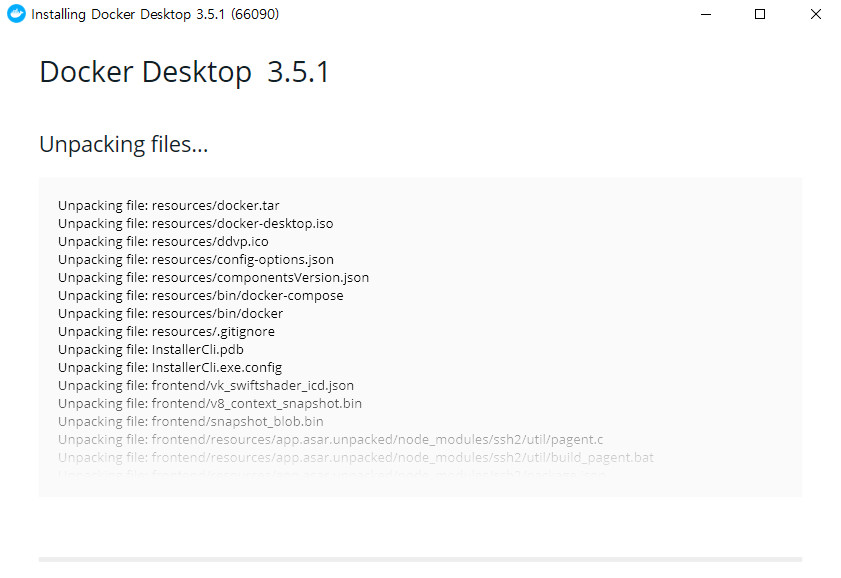 Installing Docker Desktop 3.5.1 (66090)
Docker Desktop 3.5.1
Unpacking files...
Unpacking file: resources/docker.tar
Unpacking file: resources/docker-desktop.iso
Unpacking file: resources/ddvp.ico
Unpacking file: resources/config-options.json
Unpacking file: resources/componentsVersion.json
Unpacking file: resources/bin/docker-compose
Unpacking file: resources/bin/docker
Unpacking file: resources/.gitignore
Unpacking file: InstallerCli.pdb
Unpacking file: InstallerCli.exe.config
Unpacking file: frontend/vk_swiftshader_icd.json
Unpacking file: frontend/v8_context_snapshot.bin
Unpacking file: frontend/snapshot_blob.bin
Unpacking file: frontend/resources/app.asar.unpacked/node_modules/ssh2/util/pagent.c
Unpacking file: frontend/resources/app.asar.unpacked/node_modules/ssh2/util/build_pagent.bat